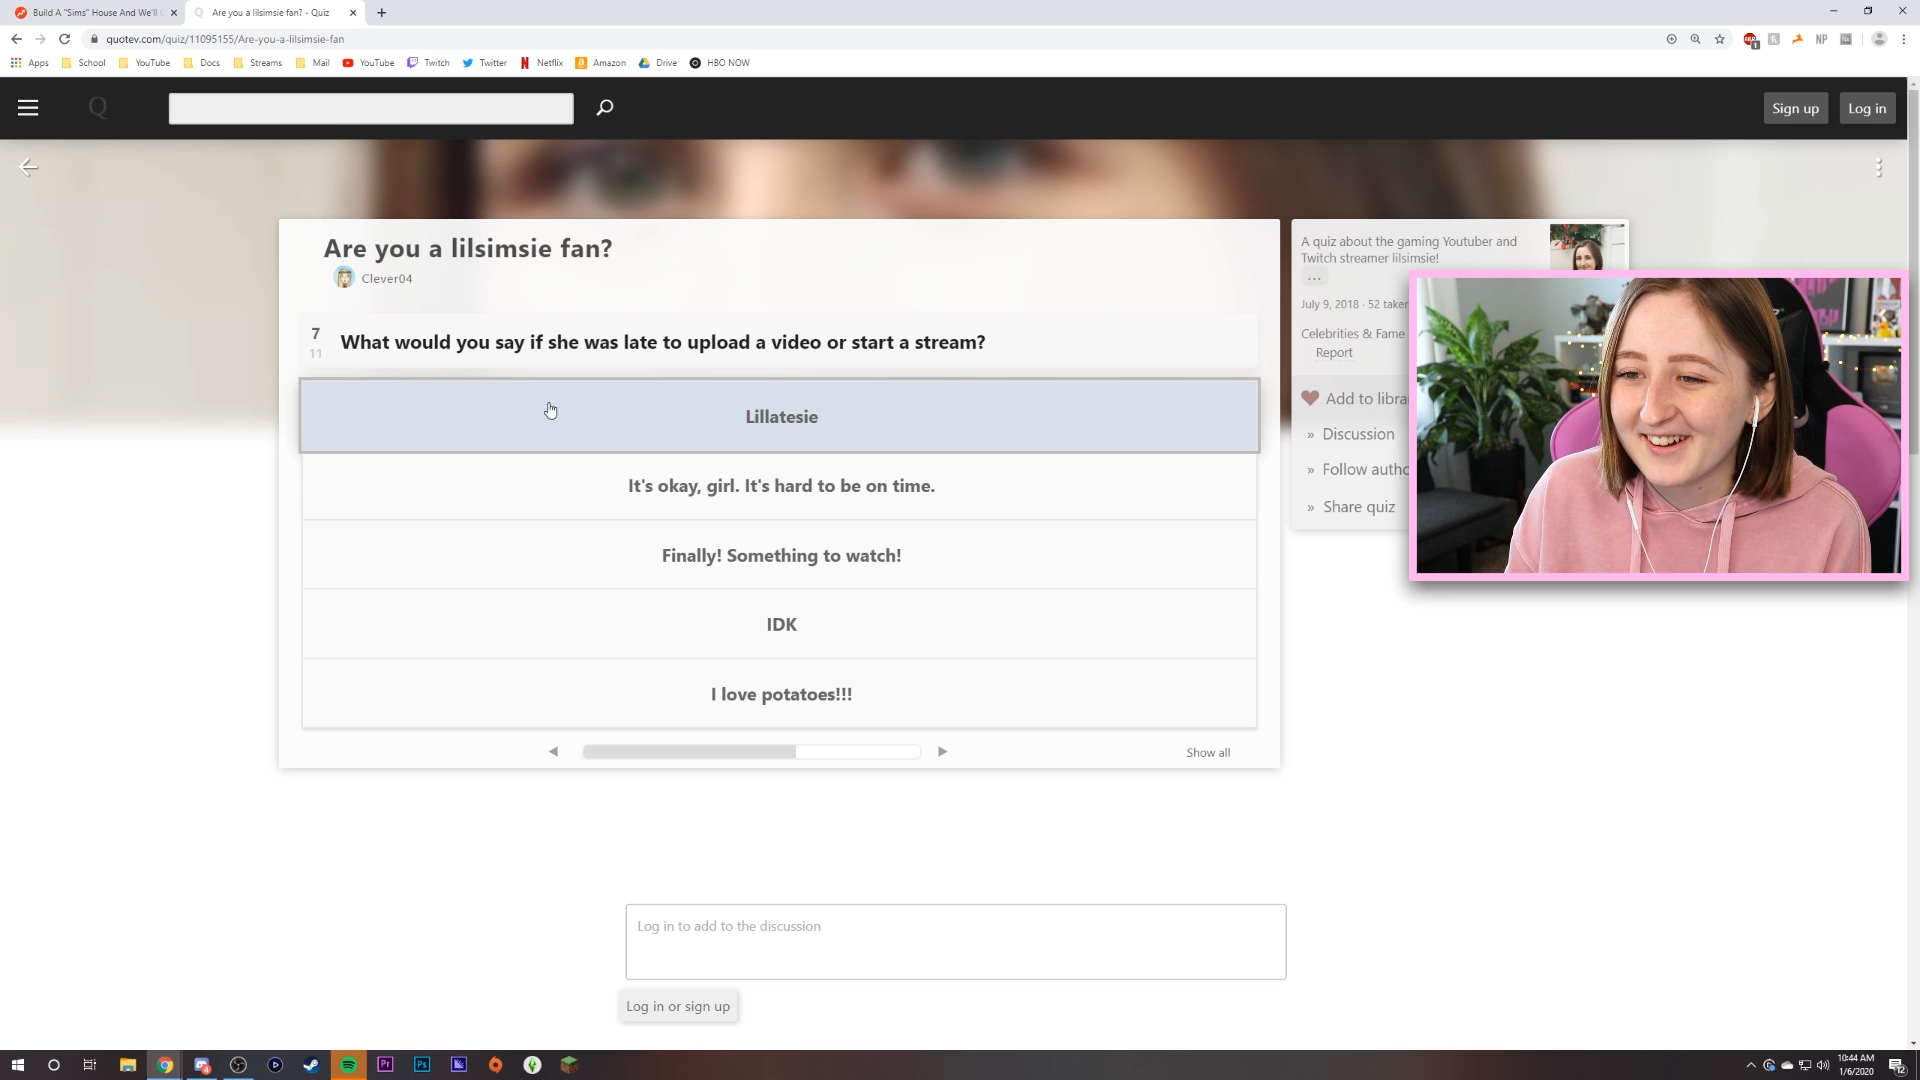 Build A "Sims" House And We'll
Are you a lilsimsie fan? - Quiz
quotev.com/quiz/11095155/Are-you-a-lilsimsie-fan
Apps School YouTube Docs Streams Mail YouTube Twitch Twitter Netflix Amazon Drive HBO NOW
NP
Q
Sign up
Log in
Are you a lilsimsie fan?
Clever04
7
11
What would you say if she was late to upload a video or start a stream?
Lillatesie
It's okay, girl. It's hard to be on time.
Finally! Something to watch!
IDK
I love potatoes!!!
Show all
A quiz about the gaming Youtuber and
Twitch streamer lilsimsie!
...
July 9, 2018 · 52 taker
Celebrities & Fame
Report
Add to libra
» Discussion
» Follow autho
» Share quiz
Log in to add to the discussion
Log in or sign up
Pr
Ps
10:44 AM
1/6/2020
12